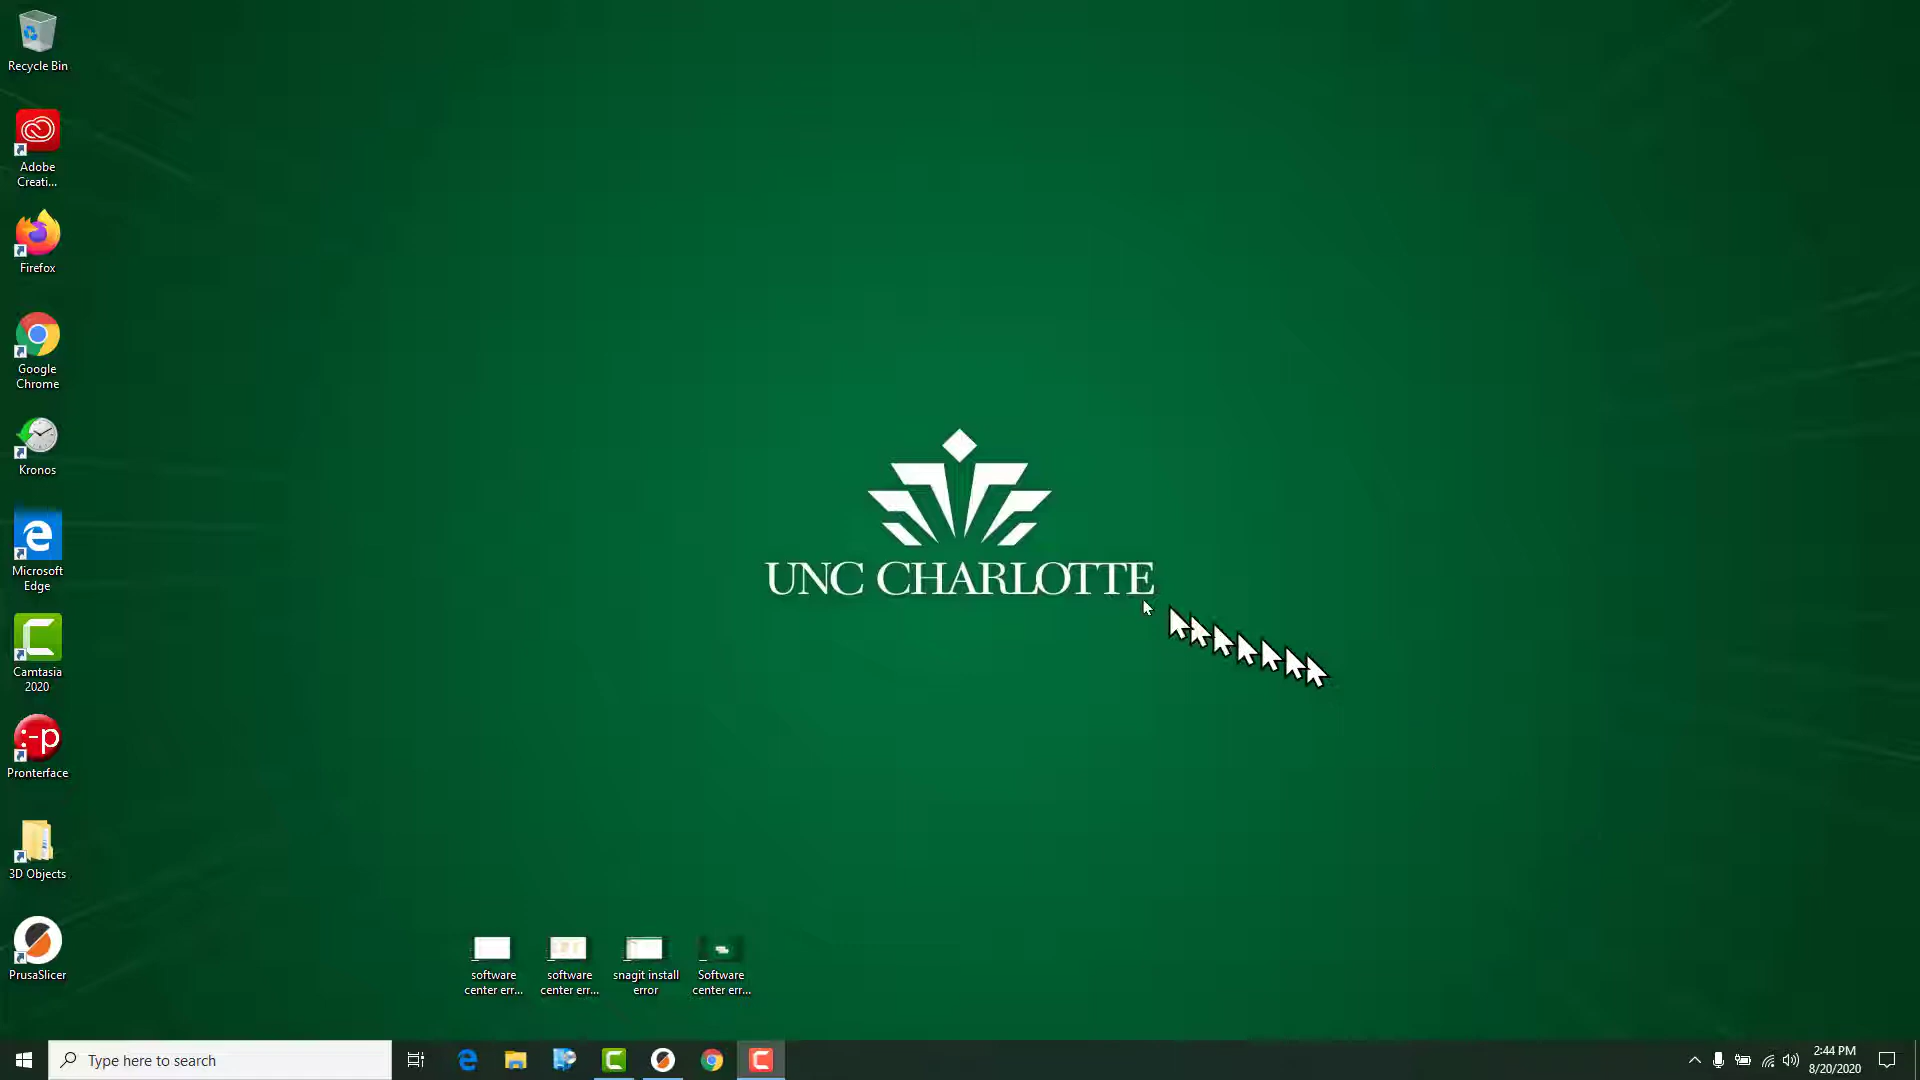 Recycle Bin
Adobe
Creati...
Firefox
Google
Chrome
Kronos
Microsoft
Edge
Camtasia
2020
:-p
Pronterface
3D Objects
PrusaSlicer
UNC CHARLOTTE
software
center err...
software
center err...
snagit install
error
Software
center err...
Type here to search
2:44 PM
8/20/2020